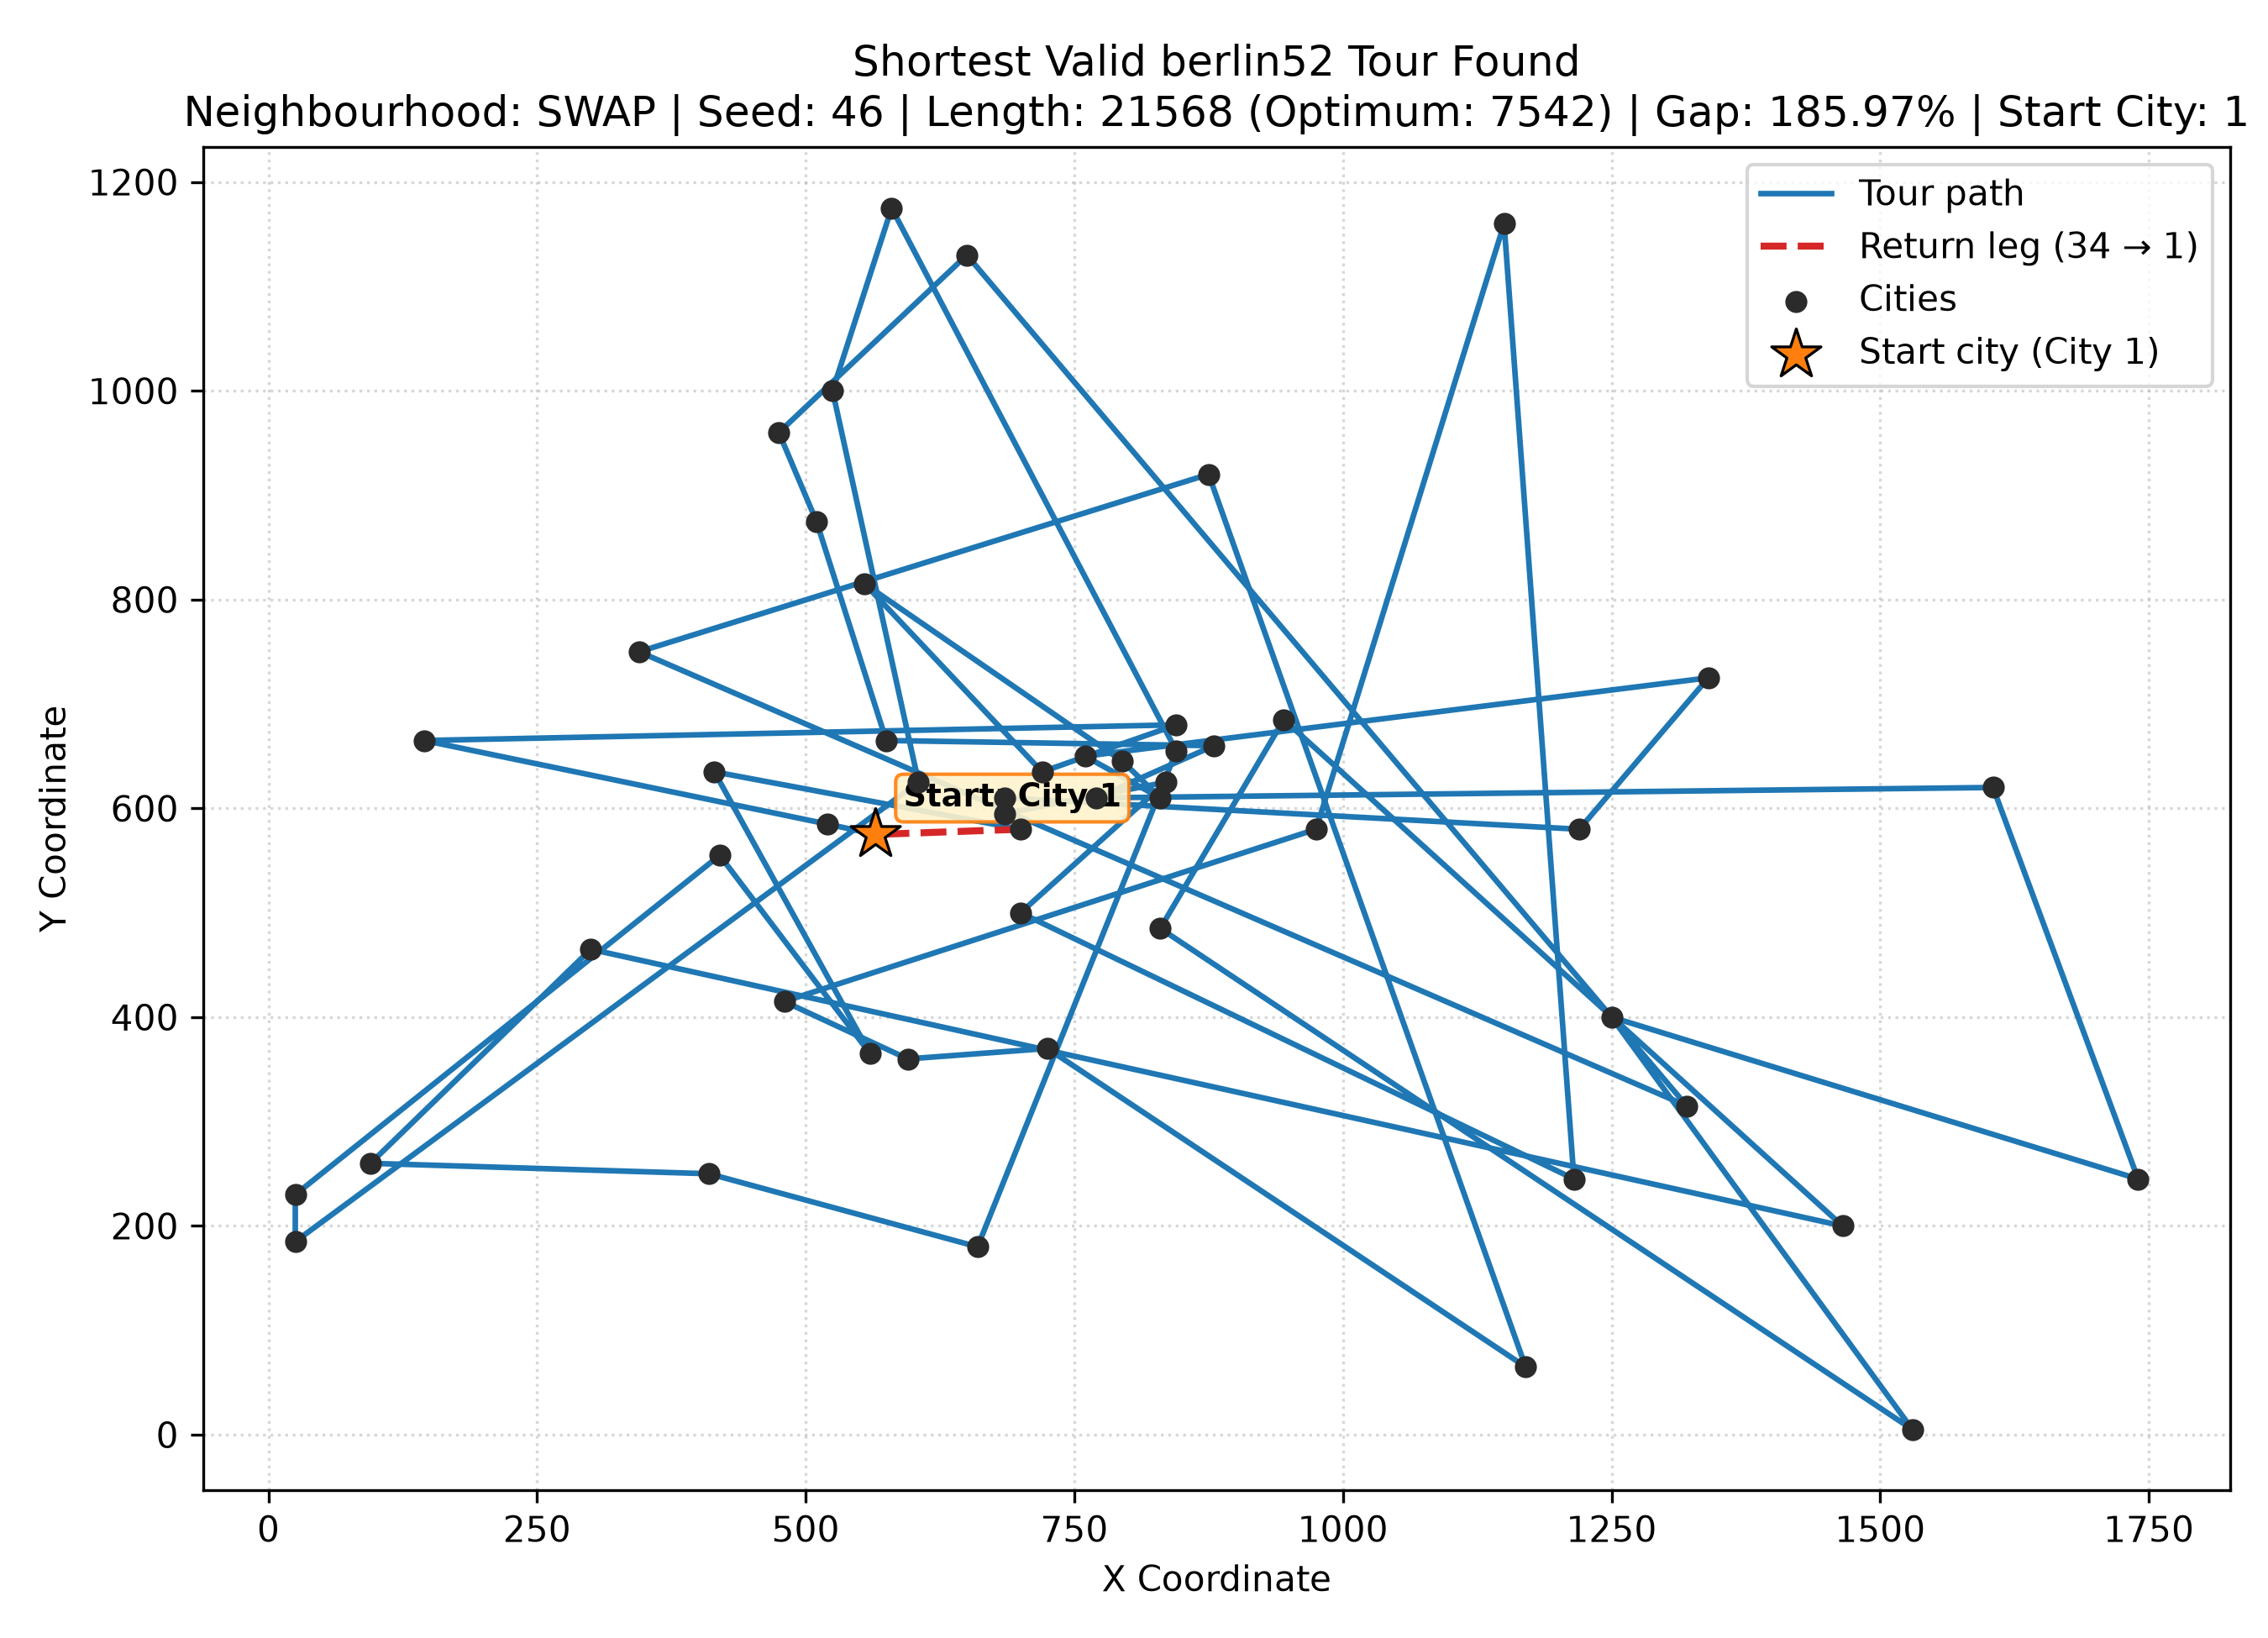 Shortest Valid berlin52 Tour Found
Neighbourhood: SWAP | Seed: 46 | Length: 21568 (Optimum: 7542) | Gap: 185.97% | Start City: 1
1200
1000
800
600
400
200
0
Y Coordinate
Tour path
Return leg (34 → 1)
Cities
Start city (City 1)
Start: City 1
0
250
500
750
1000
1250
1500
1750
X Coordinate